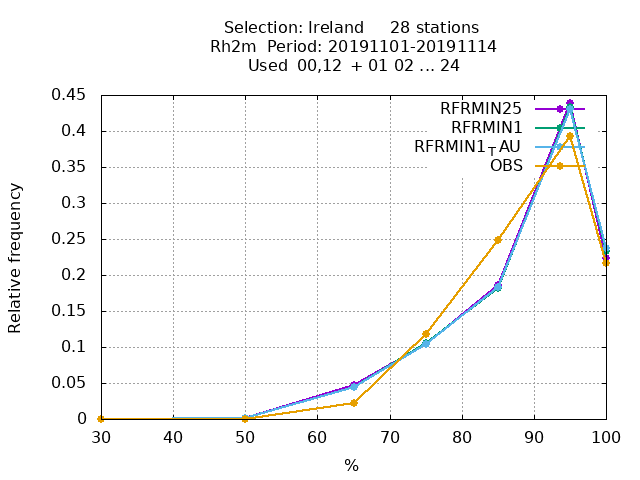 Selection: Ireland 28 stations
Rh2m Period: 20191101-20191114
Used 00,12 + 01 02 ... 24
RFRMIN25
RFRMIN1
RFRMIN1┬AU
OBS
Relative frequency
0.45
0.4
0.35
0.3
0.25
0.2
0.15
0.1
0.05
0
30 40 50 60 70 80 90 100
%